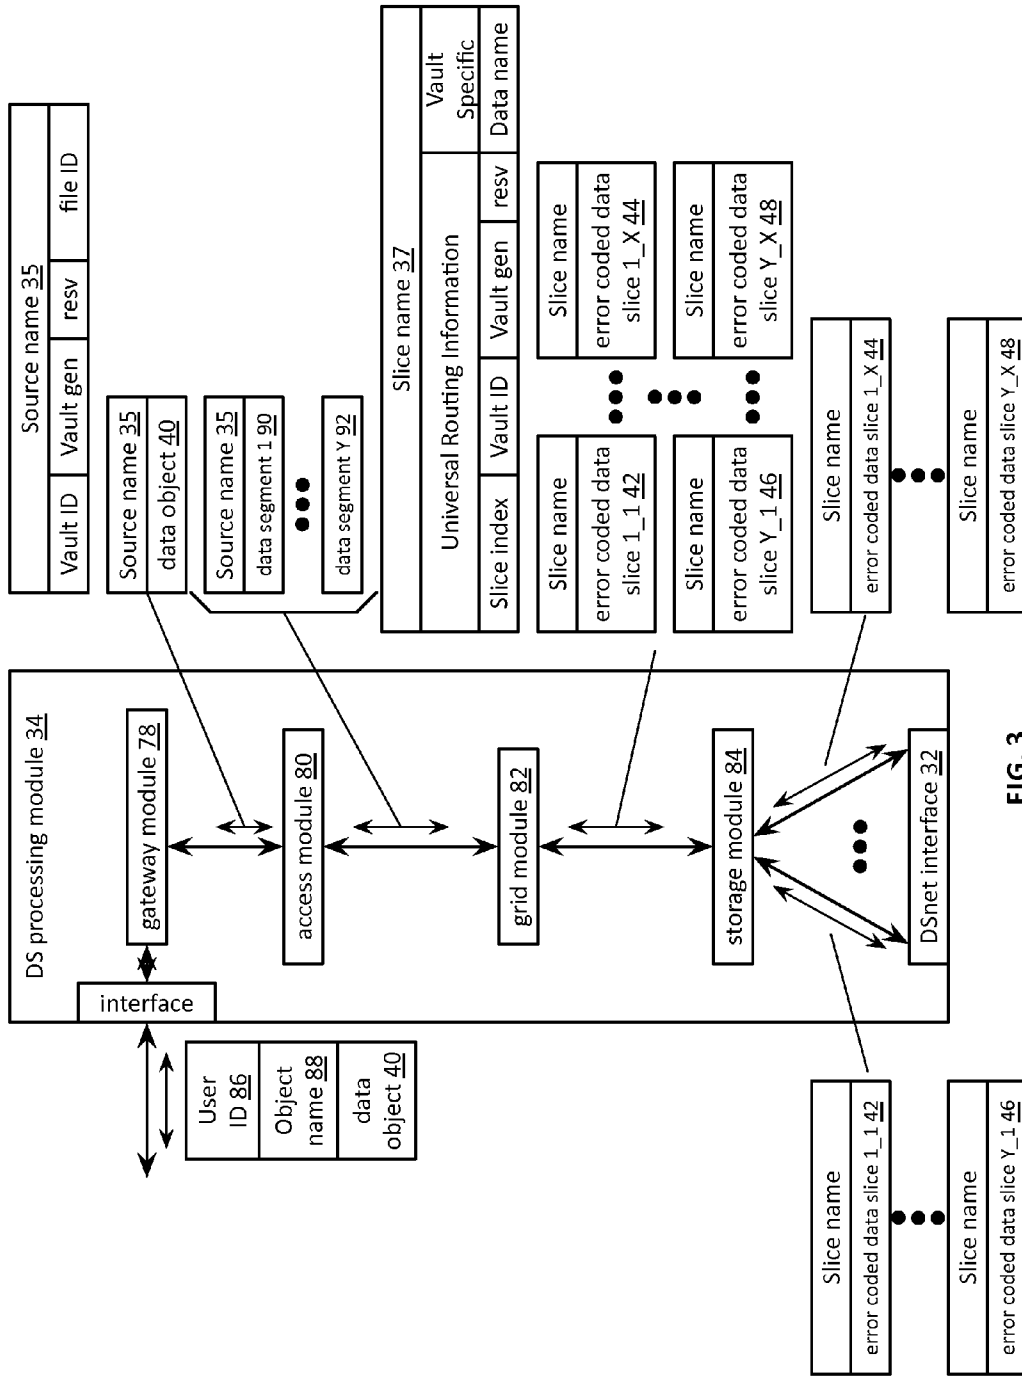 User
ID 86
Object
name 88
data
object 40
interface
DS processing module 34
gateway module 78
access module 80
grid module 82
storage module 84
DSnet interface 32
Source name 35
Vault ID
Vault gen
resv
file ID
Source name 35
data object 40
Source name 35
data segment 1 90
data segment Y 92
Slice name 37
Universal Routing Information
Vault
Specific
Slice index
Vault ID
Vault gen
resv
Data name
Slice name
error coded data
slice 1_1 42
Slice name
error coded data
slice 1_X 44
Slice name
error coded data
slice Y_1 46
Slice name
error coded data
slice Y_X 48
Slice name
error coded data slice 1_1 42
Slice name
error coded data slice Y_1 46
Slice name
error coded data slice 1_X 44
Slice name
error coded data slice Y_X 48
FIG. 3